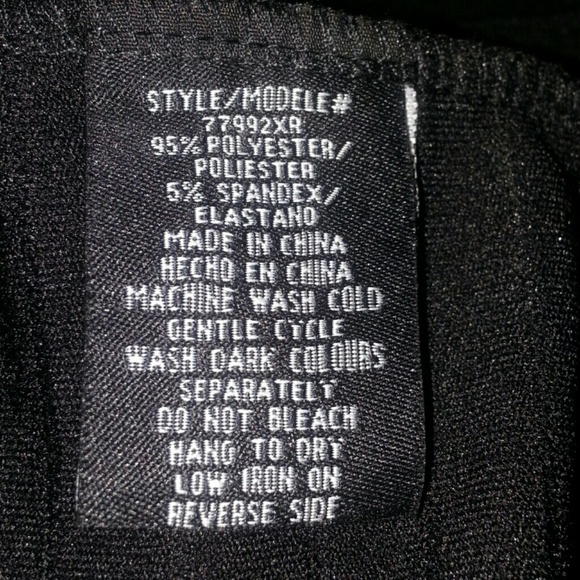 STYLE/MODELE#
77992XR
95% POLYESTER/
POLIESTER
5% SPANDEX/
ELASTANO
MADE IN CHINA
HECHO EN CHINA
MACHINE WASH COLD
GENTLE CYCLE
WASH DARK COLOURS
SEPARATELY
DO NOT BLEACH
HANG TO DRY
LOW IRON ON
REVERSE SIDE